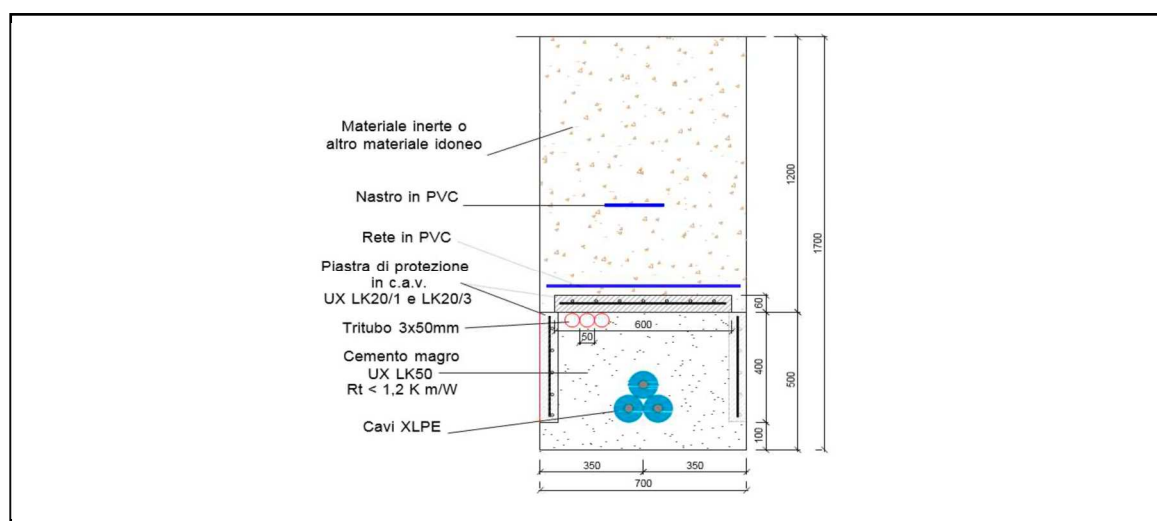 Materiale inerte o
altro materiale idoneo
Nastro in PVC
Rete in PVC
Piastra di protezione
in c.a.v.
UX LK20/1 e LK20/3
Tritubo 3x50mm
Cemento magro
UX LK50
Rt < 1,2 K m/W
Cavi XLPE
1200
1700
60
600
50
400
500
100
350
350
700